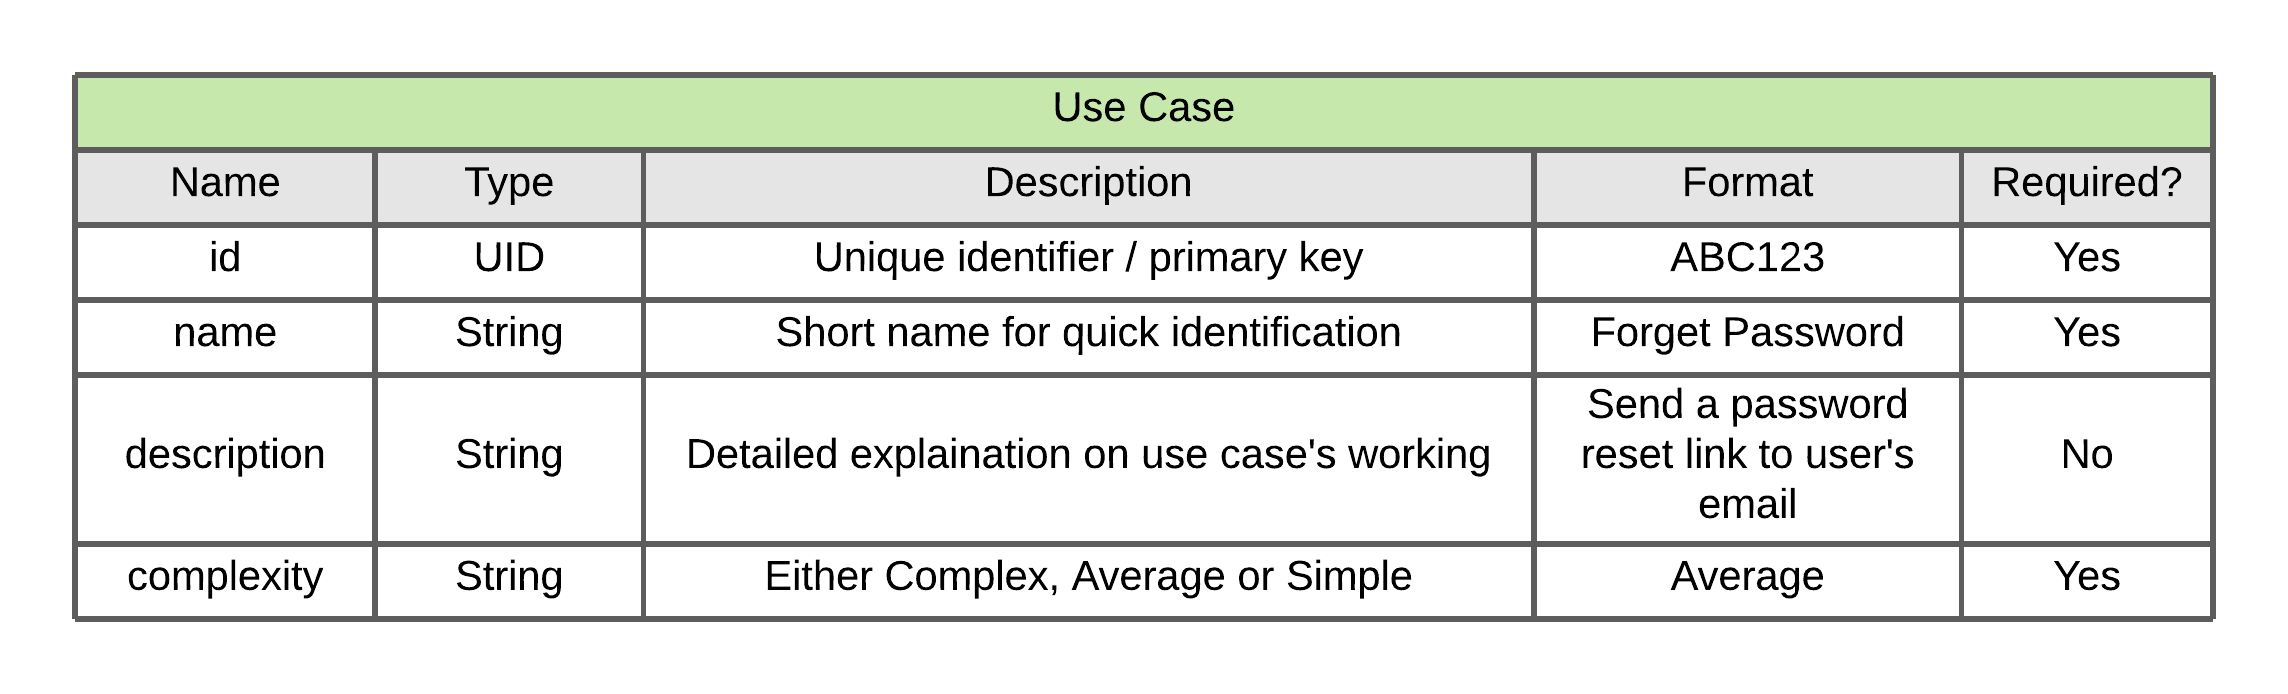 Use Case
Name Type Description Format Required?
id UID Unique identifier / primary key ABC123 Yes
name String Short name for quick identification Forget Password Yes
description String Detailed explaination on use case's working Send a password reset link to user's email No
complexity String Either Complex, Average or Simple Average Yes